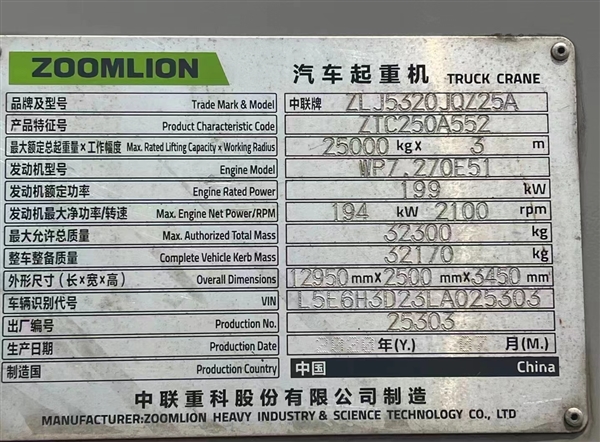 ZOOMLION 汽车起重机 TRUCK CRANE
品牌及型号 Trade Mark & Model 中联牌 ZLJ5320JQZ25A
产品特征号 Product Characteristic Code ZTC250A552
最大额定总起重量×工作幅度 Max. Rated Lifting Capacity x Working Radius 25000 kg× 3 m
发动机型号 Engine Model WP7.270E51
发动机额定功率 Engine Rated Power 199 kW
发动机最大净功率/转速 Max. Engine Net Power/RPM 194 kW 2100 rpm
最大允许总质量 Max. Authorized Total Mass 32300 kg
整车整备质量 Complete Vehicle Kerb Mass 32170 kg
外形尺寸（长×宽×高） Overall Dimensions 12950 mm× 2500 mm× 3450 mm
车辆识别代号 VIN L5E6H3D23LA025303
出厂编号 Production No. 25303
生产日期 Production Date 年(Y.) 月(M.)
制造国 Production Country 中国 China
中联重科股份有限公司制造
MANUFACTURER:ZOOMLION HEAVY INDUSTRY & SCIENCE TECHNOLOGY CO., LTD